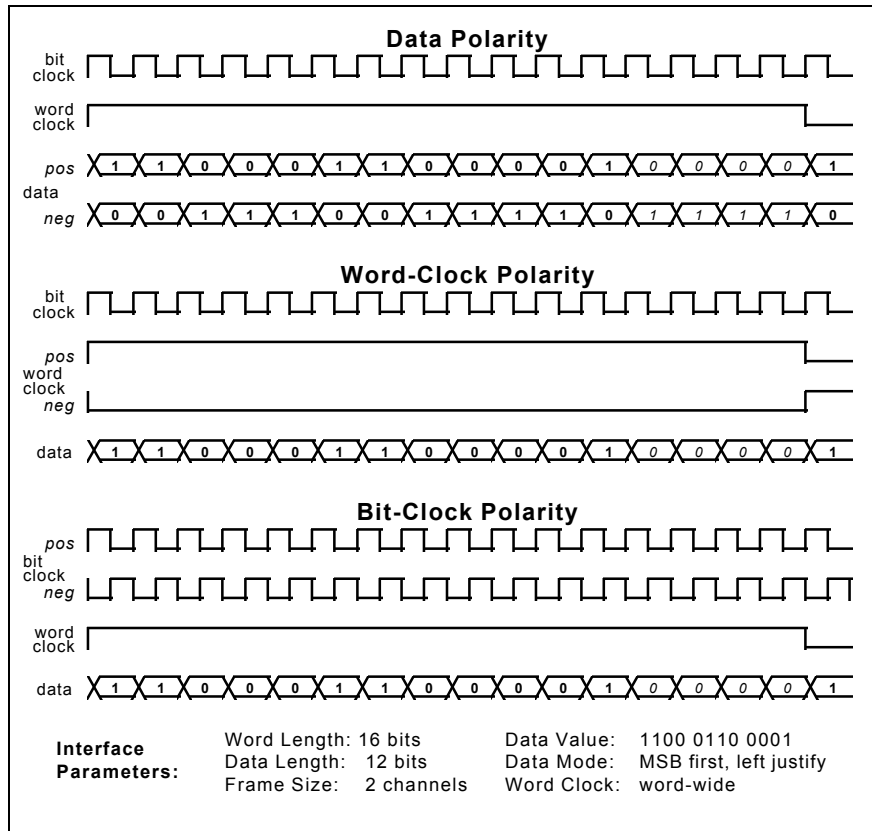 Data Polarity
bit
clock
word
clock
pos 1 1 0 0 0 1 1 0 0 0 0 1 0 0 0 0 1
data
neg 0 0 1 1 1 0 0 1 1 1 1 0 1 1 1 1 0
Word-Clock Polarity
bit
clock
pos
word
clock
neg
data 1 1 0 0 0 1 1 0 0 0 0 1 0 0 0 0 1
Bit-Clock Polarity
pos
bit
clock
neg
word
clock
data 1 1 0 0 0 1 1 0 0 0 0 1 0 0 0 0 1
Interface
Parameters:
Word Length: 16 bits
Data Length: 12 bits
Frame Size: 2 channels
Data Value: 1100 0110 0001
Data Mode: MSB first, left justify
Word Clock: word-wide